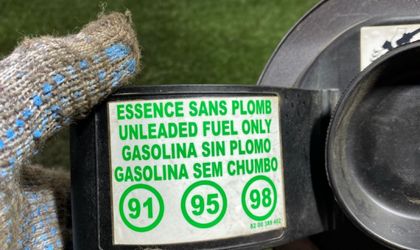 ESSENCE SANS PLOMB
UNLEADED FUEL ONLY
GASOLINA SIN PLOMO
GASOLINA SEM CHUMBO
91 95 98